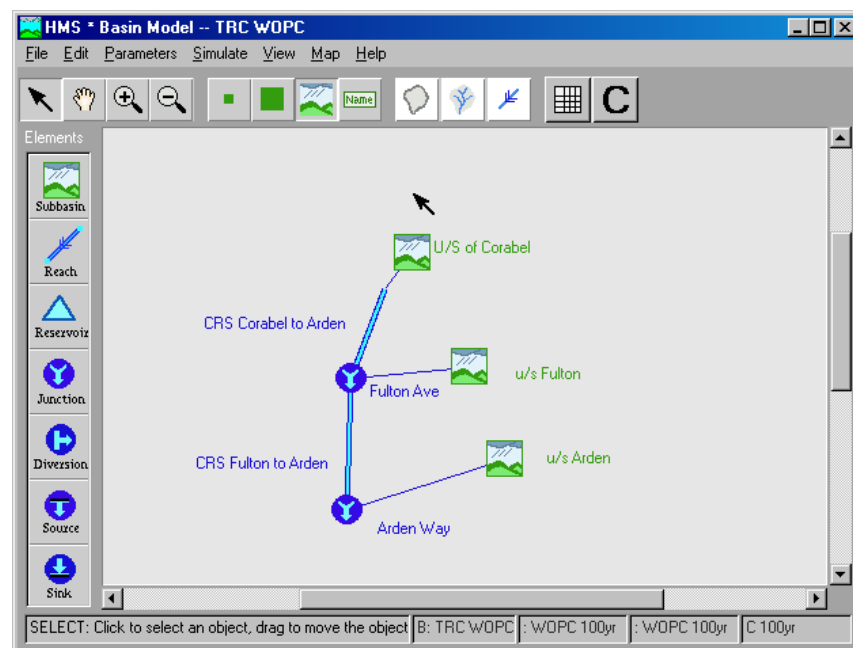 HMS * Basin Model -- TRC WOPC
File Edit Parameters Simulate View Map Help
Name
C
Elements
Subbasin
Reach
Reservoir
Junction
Diversion
Source
Sink
U/S of Corabel
CRS Corabel to Arden
u/s Fulton
Fulton Ave
CRS Fulton to Arden
u/s Arden
Arden Way
SELECT: Click to select an object, drag to move the object B: TRC WOPC : WOPC 100yr : WOPC 100yr C 100yr